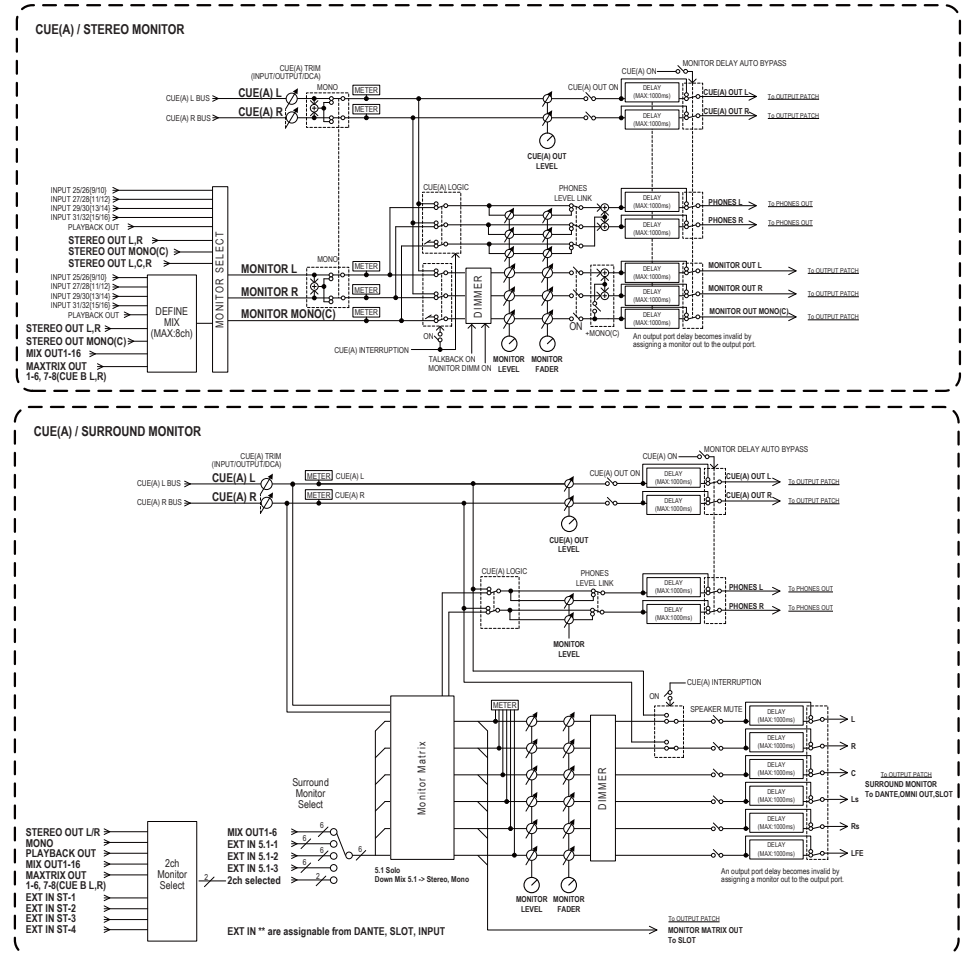 CUE(A) / STEREO MONITOR
MONITOR DELAY AUTO BYPASS
CUE(A) TRIM
(INPUT/OUTPUT/DCA)
CUE(A) ON
MONO
METER
CUE(A) OUT ON
DELAY
(MAX:1000ms)
CUE(A) L BUS
CUE(A) L
CUE(A) OUT L
To OUTPUT PATCH
CUE(A) R BUS
CUE(A) R
METER
DELAY
(MAX:1000ms)
CUE(A) OUT R
To OUTPUT PATCH
CUE(A) OUT
LEVEL
INPUT 25/26{9/10}
INPUT 27/28{11/12}
INPUT 29/30{13/14}
INPUT 31/32{15/16}
PLAYBACK OUT
STEREO OUT L,R
STEREO OUT MONO(C)
STEREO OUT L,C,R
INPUT 25/26{9/10}
INPUT 27/28{11/12}
INPUT 29/30{13/14}
INPUT 31/32{15/16}
PLAYBACK OUT
STEREO OUT L,R
STEREO OUT MONO(C)
MIX OUT1-16
MAXTRIX OUT
1-6, 7-8(CUE B L,R)
DEFINE
MIX
(MAX:8ch)
MONITOR SELECT
MONO
MONITOR L
METER
MONITOR R
METER
MONITOR MONO(C)
METER
CUE(A) LOGIC
PHONES
LEVEL LINK
DELAY
(MAX:1000ms)
PHONES L
To PHONES OUT
DELAY
(MAX:1000ms)
PHONES R
To PHONES OUT
DIMMER
DELAY
(MAX:1000ms)
MONITOR OUT L
To OUTPUT PATCH
DELAY
(MAX:1000ms)
MONITOR OUT R
To OUTPUT PATCH
DELAY
(MAX:1000ms)
MONITOR OUT MONO(C)
To OUTPUT PATCH
ON
ON
+MONO(C)
CUE(A) INTERRUPTION
TALKBACK ON
MONITOR DIMM ON
MONITOR
LEVEL
MONITOR
FADER
An output port delay becomes invalid by
assigning a monitor out to the output port.
CUE(A) / SURROUND MONITOR
MONITOR DELAY AUTO BYPASS
CUE(A) TRIM
(INPUT/OUTPUT/DCA)
CUE(A) ON
CUE(A) OUT ON
CUE(A) L BUS
CUE(A) L
METER
CUE(A) L
DELAY
(MAX:1000ms)
CUE(A) OUT L
To OUTPUT PATCH
CUE(A) R BUS
CUE(A) R
METER
CUE(A) R
DELAY
(MAX:1000ms)
CUE(A) OUT R
To OUTPUT PATCH
CUE(A) OUT
LEVEL
CUE(A) LOGIC
PHONES
LEVEL LINK
DELAY
(MAX:1000ms)
PHONES L
To PHONES OUT
DELAY
(MAX:1000ms)
PHONES R
To PHONES OUT
MONITOR
LEVEL
CUE(A) INTERRUPTION
ON
METER
SPEAKER MUTE
Monitor Matrix
DIMMER
DELAY
(MAX:1000ms)
L
DELAY
(MAX:1000ms)
R
DELAY
(MAX:1000ms)
C
DELAY
(MAX:1000ms)
Ls
DELAY
(MAX:1000ms)
Rs
DELAY
(MAX:1000ms)
LFE
To OUTPUT PATCH
SURROUND MONITOR
To DANTE,OMNI OUT,SLOT
An output port delay becomes invalid by
assigning a monitor out to the output port.
Surround
Monitor
Select
STEREO OUT L/R
MONO
PLAYBACK OUT
MIX OUT1-16
MAXTRIX OUT
1-6, 7-8(CUE B L,R)
EXT IN ST-1
EXT IN ST-2
EXT IN ST-3
EXT IN ST-4
2ch
Monitor
Select
2
MIX OUT1-6
6
EXT IN 5.1-1
6
EXT IN 5.1-2
6
EXT IN 5.1-3
6
2ch selected
2
6
5.1 Solo
Down Mix 5.1 -> Stereo, Mono
MONITOR
LEVEL
MONITOR
FADER
EXT IN ** are assignable from DANTE, SLOT, INPUT
To OUTPUT PATCH
MONITOR MATRIX OUT
To SLOT